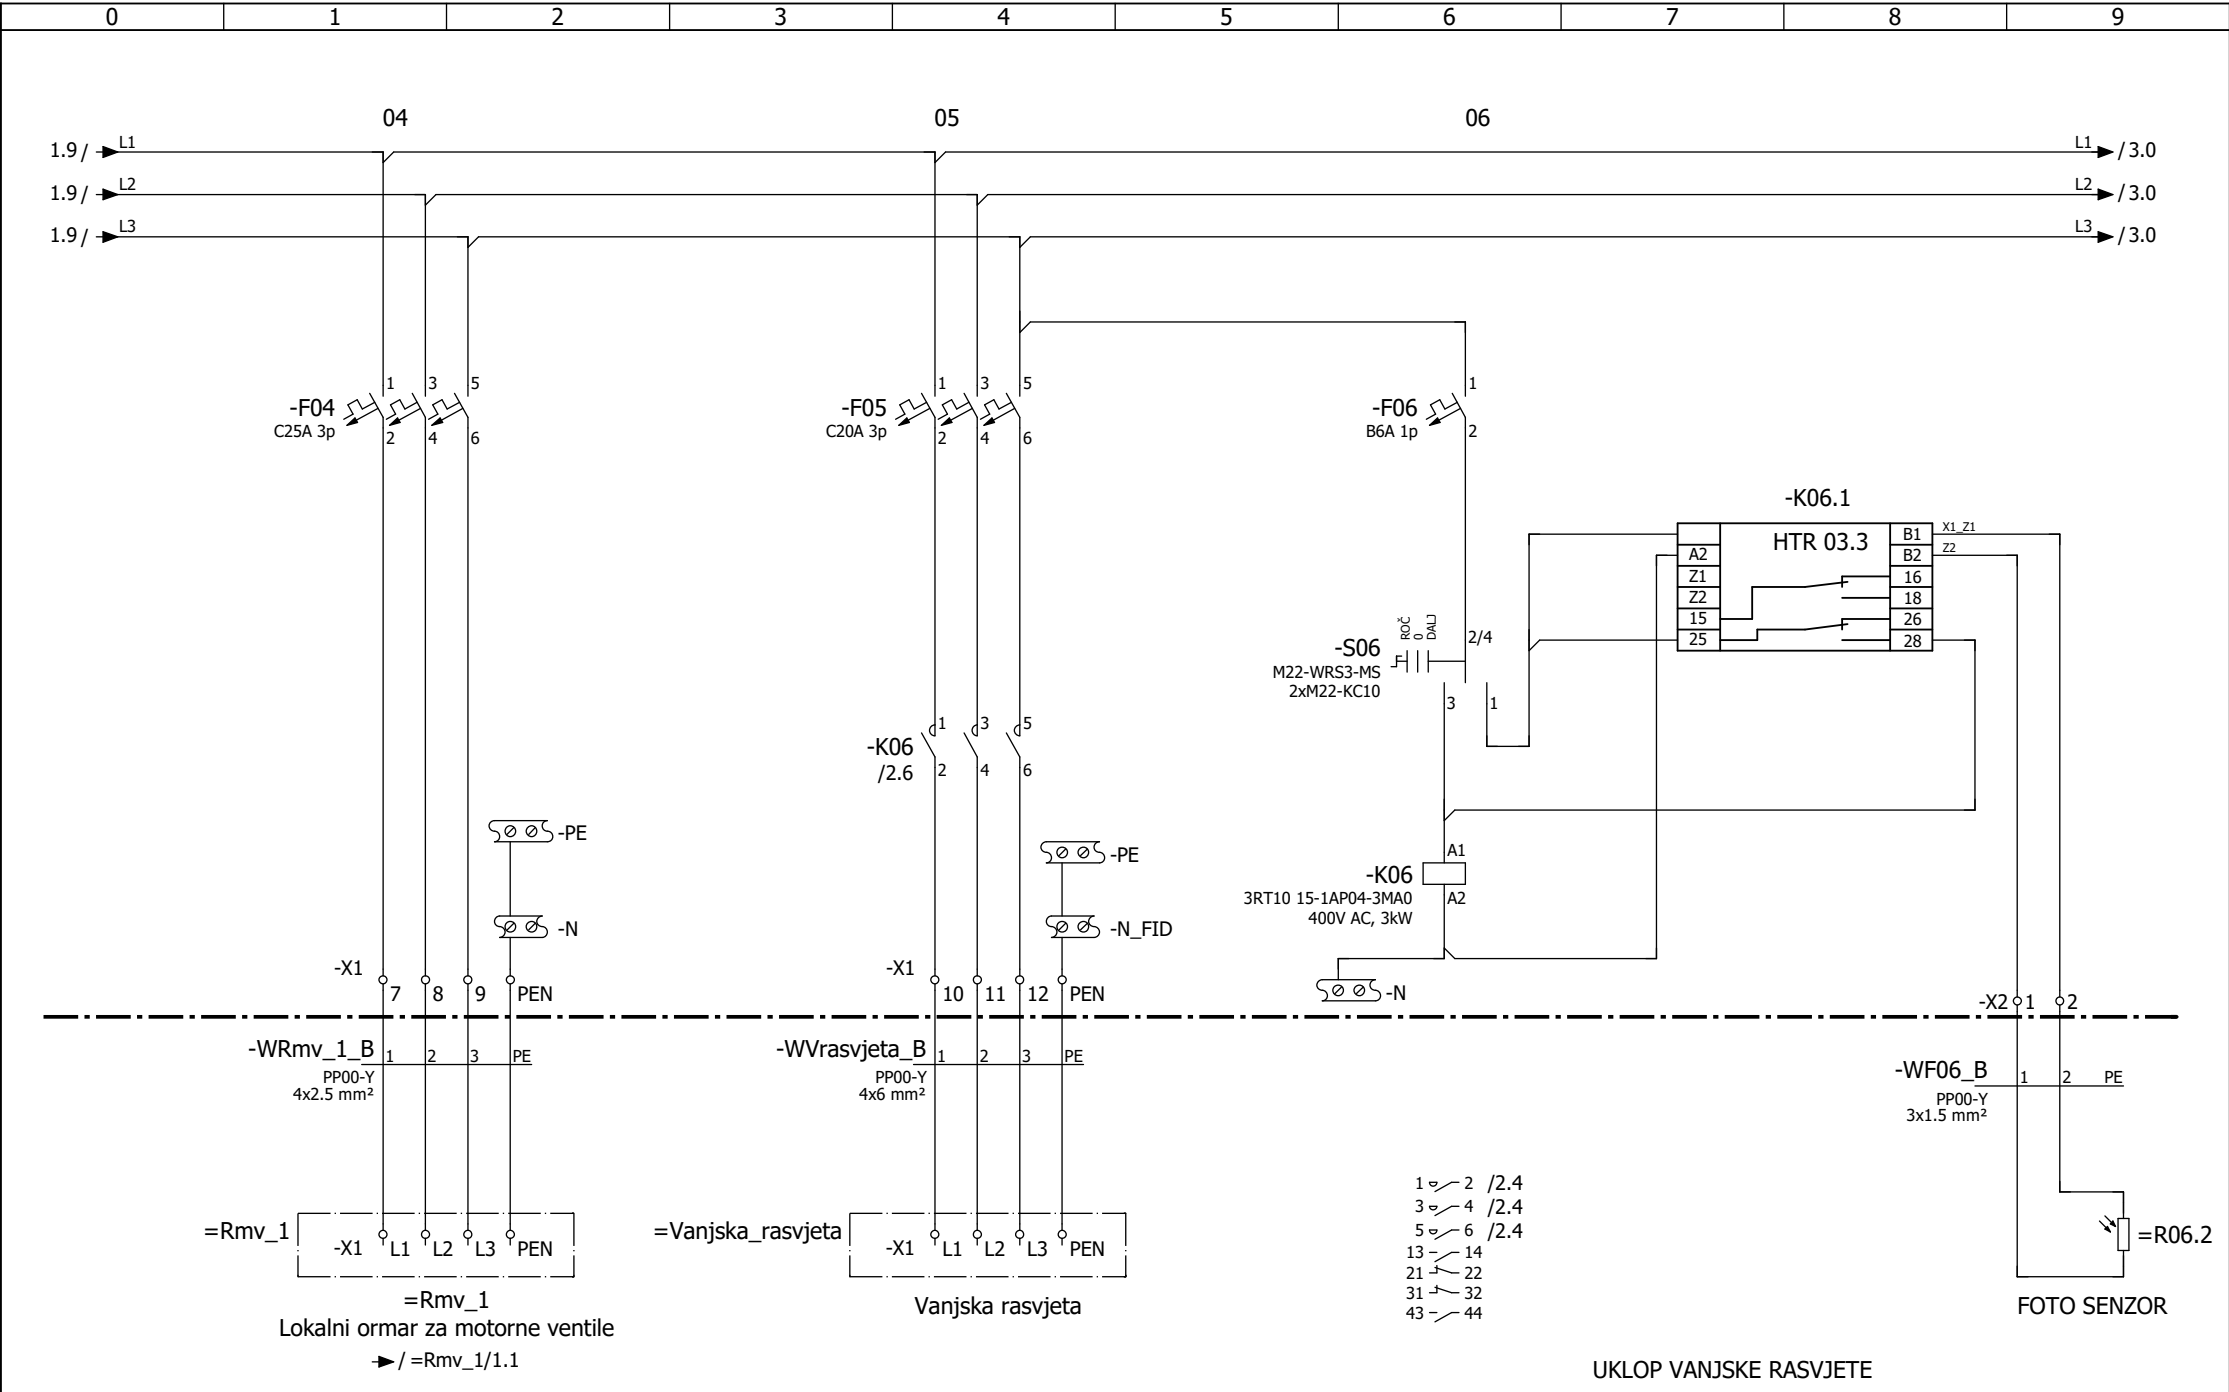 0 1 2 3 4 5 6 7 8 9
04 05 06
1.9 / L1 L1 / 3.0
1.9 / L2 L2 / 3.0
1.9 / L3 L3 / 3.0
1 3 5 1 3 5 1
-F04 -F05 -F06
C25A 3p C20A 3p B6A 1p
2 4 6 2 4 6 2
-K06.1
HTR 03.3
B1 X1_Z1
A2 B2 Z2
Z1 16
Z2 18
15 26
25 28
ROČ
0
DALJ
2/4
-S06
M22-WRS3-MS
2xM22-KC10
3 1
1 3 5
-K06
/2.6
2 4 6
-PE -PE
-N -N_FID
A1
-K06
3RT10 15-1AP04-3MA0
400V AC, 3kW
A2
-N
-X1 7 8 9 PEN
-X1 10 11 12 PEN
-X2 1 2
-WRmv_1_B 1 2 3 PE
PP00-Y
4x2.5 mm²
-WVrasvjeta_B 1 2 3 PE
PP00-Y
4x6 mm²
-WF06_B 1 2 PE
PP00-Y
3x1.5 mm²
=Rmv_1 -X1 L1 L2 L3 PEN
=Rmv_1
Lokalni ormar za motorne ventile
/ =Rmv_1/1.1
=Vanjska_rasvjeta -X1 L1 L2 L3 PEN
Vanjska rasvjeta
1 2 /2.4
3 4 /2.4
5 6 /2.4
13 14
21 22
31 32
43 44
=R06.2
FOTO SENZOR
UKLOP VANJSKE RASVJETE